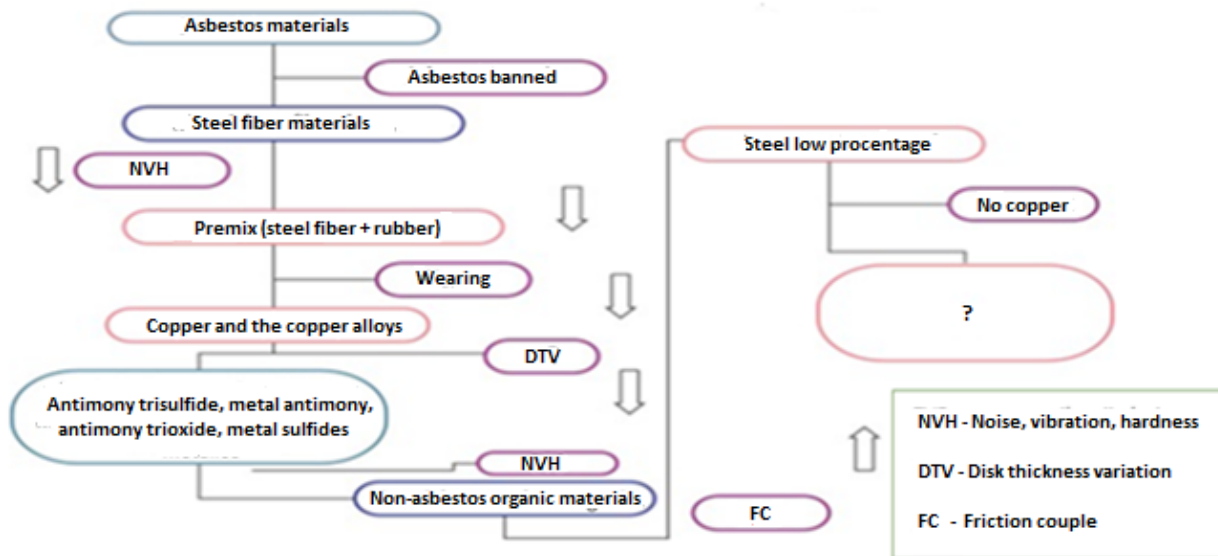 Asbestos materials
Asbestos banned
Steel fiber materials
NVH
Premix (steel fiber + rubber)
Wearing
Copper and the copper alloys
DTV
Antimony trisulfide, metal antimony,
antimony trioxide, metal sulfides
NVH
Non-asbestos organic materials
FC
Steel low procentage
No copper
?
NVH - Noise, vibration, hardness
DTV - Disk thickness variation
FC - Friction couple